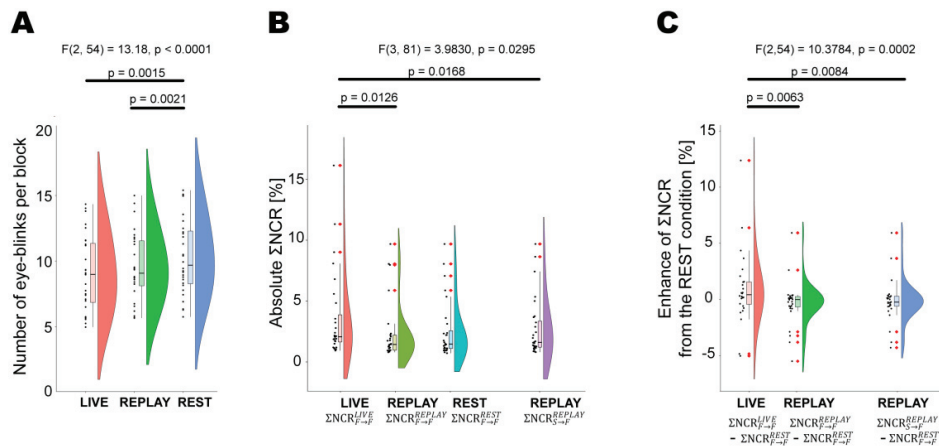 A
F(2, 54) = 13.18, p < 0.0001
p = 0.0015
p = 0.0021
Number of eye-blinks per block
20
15
10
5
0
LIVE REPLAY REST
B
F(3, 81) = 3.9830, p = 0.0295
p = 0.0168
p = 0.0126
Absolute ΣNCR [%]
15
10
5
0
LIVE REPLAY REST REPLAY
ΣNCR^{LIVE}_{F→F} ΣNCR^{REPLAY}_{F→F} ΣNCR^{REST}_{F→F} ΣNCR^{REPLAY}_{S→F}
C
F(2,54) = 10.3784, p = 0.0002
p = 0.0084
p = 0.0063
Enhance of ΣNCR
from the REST condition [%]
15
10
5
0
-5
LIVE REPLAY REPLAY
ΣNCR^{LIVE}_{F→F} ΣNCR^{REPLAY}_{F→F} ΣNCR^{REPLAY}_{S→F}
- ΣNCR^{REST}_{F→F} - ΣNCR^{REST}_{F→F} - ΣNCR^{REST}_{F→F}